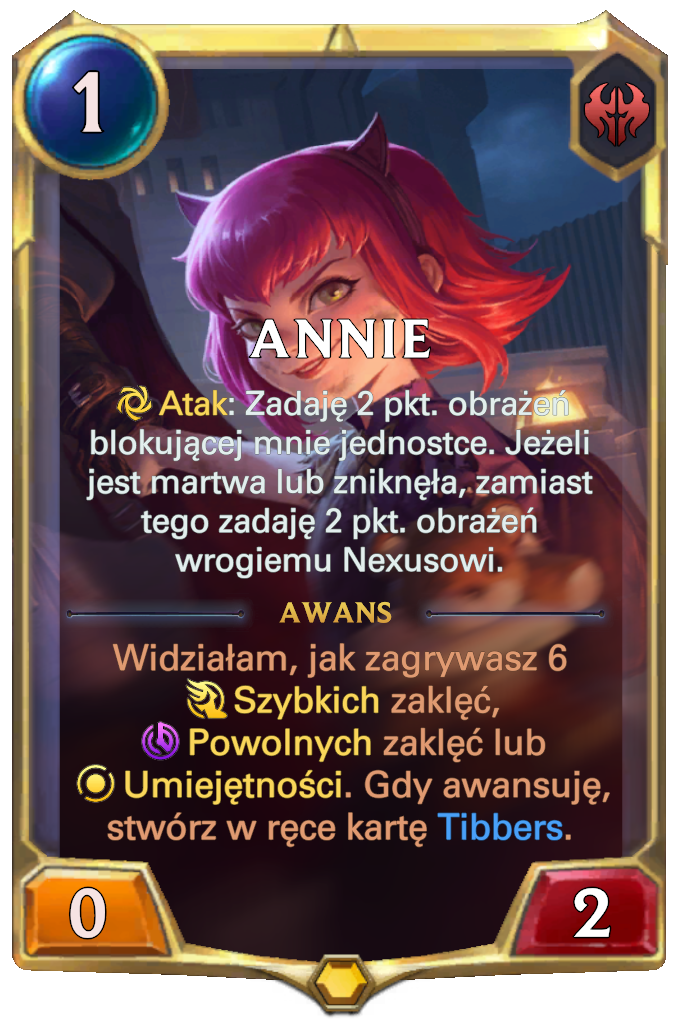 1
ANNIE
Atak: Zadaję 2 pkt. obrażeń
blokującej mnie jednostce. Jeżeli
jest martwa lub zniknęła, zamiast
tego zadaję 2 pkt. obrażeń
wrogiemu Nexusowi.
AWANS
Widziałam, jak zagrywasz 6
Szybkich zaklęć,
Powolnych zaklęć lub
Umiejętności. Gdy awansuję,
stwórz w ręce kartę Tibbers.
0
2